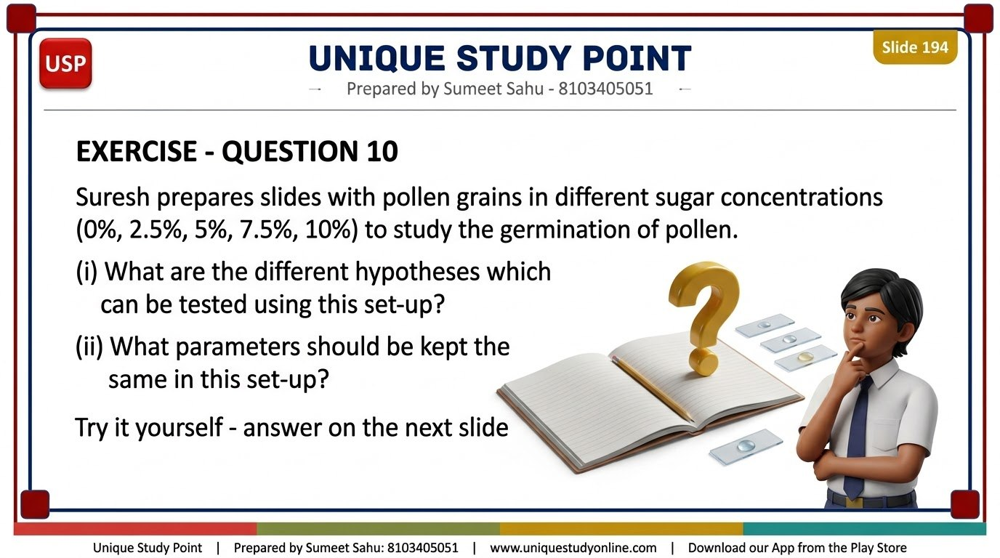 USP
UNIQUE STUDY POINT
Slide 194
Prepared by Sumeet Sahu - 8103405051
EXERCISE - QUESTION 10
Suresh prepares slides with pollen grains in different sugar concentrations
(0%, 2.5%, 5%, 7.5%, 10%) to study the germination of pollen.
(i) What are the different hypotheses which
can be tested using this set-up?
(ii) What parameters should be kept the
same in this set-up?
Try it yourself - answer on the next slide
?
Unique Study Point | Prepared by Sumeet Sahu: 8103405051 | www.uniquestudyonline.com | Download our App from the Play Store